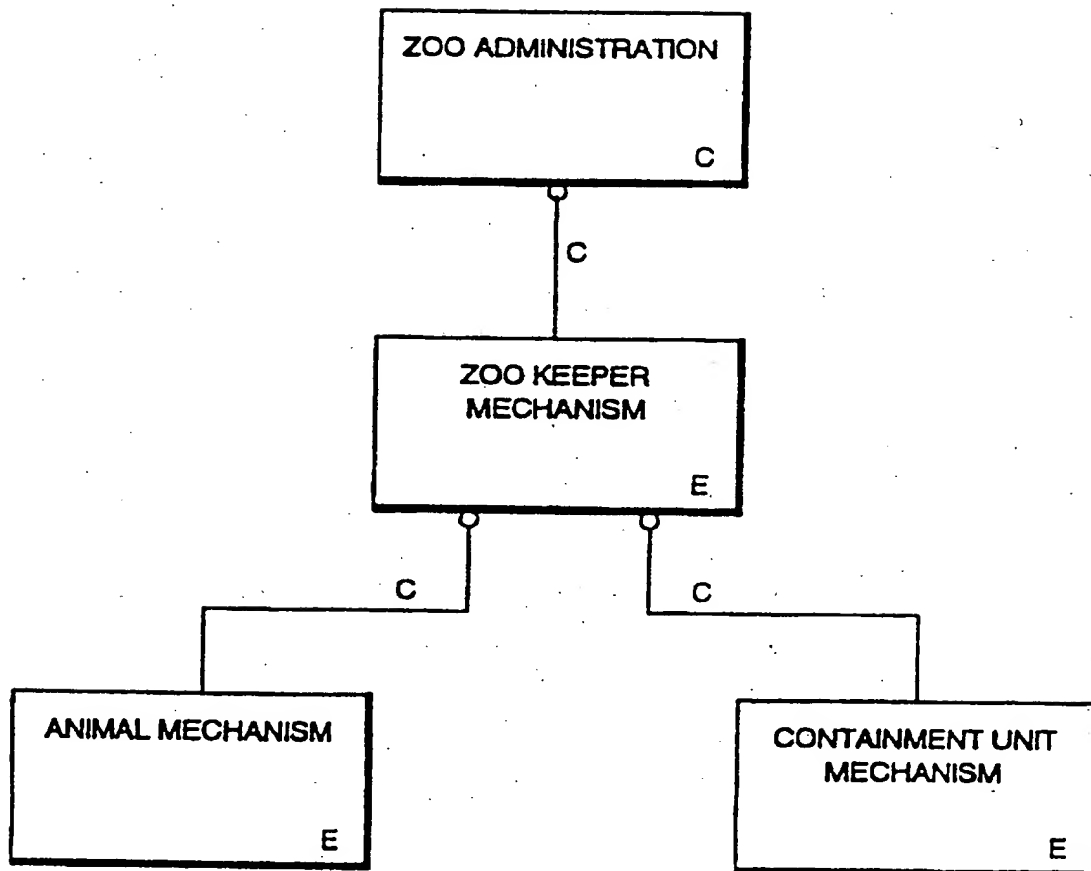 ZOO ADMINISTRATION
C
C
ZOO KEEPER
MECHANISM
E
C
C
ANIMAL MECHANISM
E
CONTAINMENT UNIT
MECHANISM
E